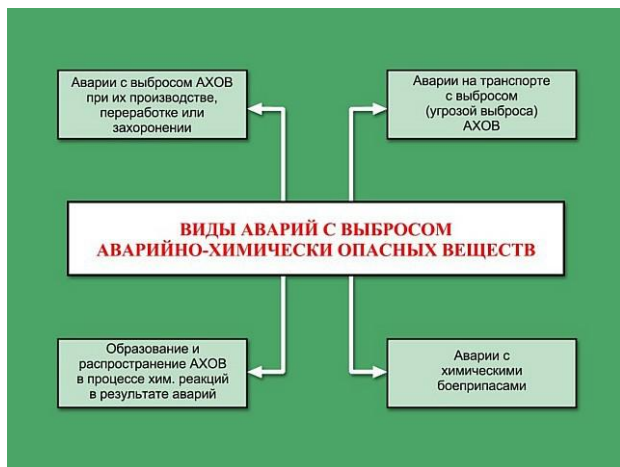 Аварии с выбросом АХОВ
при их производстве,
переработке или
захоронении
Аварии на транспорте
с выбросом
(угрозой выброса)
АХОВ
ВИДЫ АВАРИЙ С ВЫБРОСОМ
АВАРИЙНО-ХИМИЧЕСКИ ОПАСНЫХ ВЕЩЕСТВ
Образование и
распространение АХОВ
в процессе хим. реакций
в результате аварий
Аварии с
химическими
боеприпасами